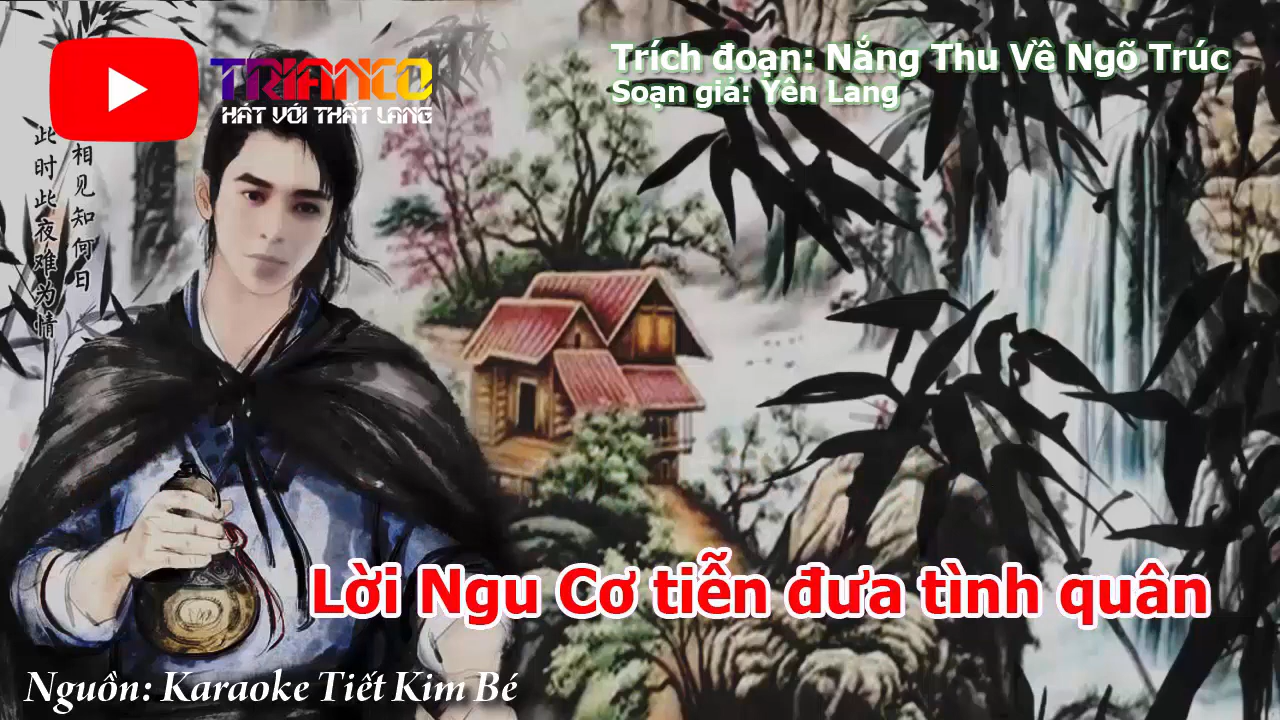 TRIANCO
HÁT VỚI THẤT LANG
Trích đoạn: Nắng Thu Về Ngõ Trúc
Soạn giả: Yên Lang
相见知何日
此时此夜难为情
Lời Ngu Cơ tiễn đưa tình quân
Nguồn: Karaoke Tiết Kim Bé